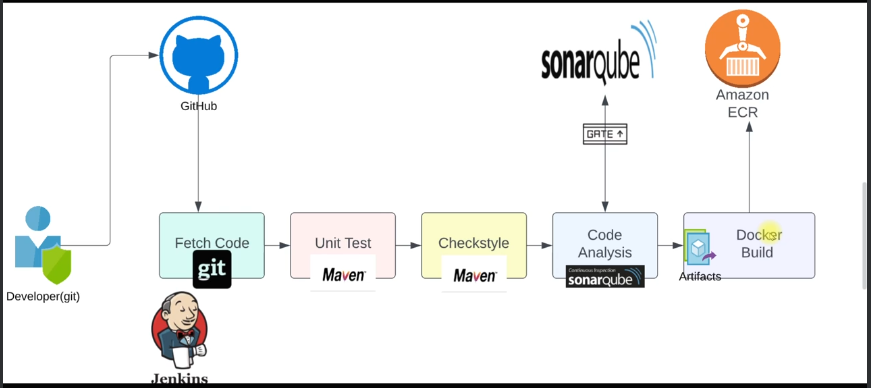 GitHub
sonarqube
Amazon
ECR
GATE ↑
Developer(git)
Fetch Code
git
Unit Test
Maven
Checkstyle
Maven
Code
Analysis
Continuous Inspection
sonarqube
Docker
Build
Artifacts
Jenkins